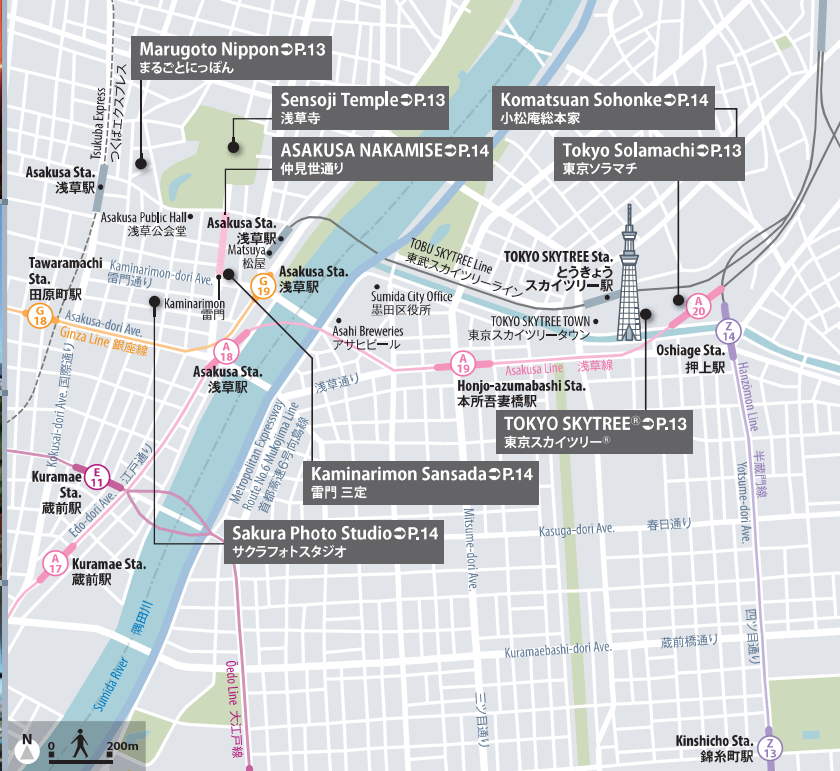 Marugoto Nippon➲P.13
まるごとにっぽん
Sensoji Temple➲P.13
浅草寺
Komatsuan Sohonke➲P.14
小松庵総本家
ASAKUSA NAKAMISE➲P.14
仲見世通り
Tokyo Solamachi➲P.13
東京ソラマチ
Tsukuba Express
つくばエクスプレス
Asakusa Sta.
浅草駅
Asakusa Public Hall
浅草公会堂
Asakusa Sta.
浅草駅
Matsuya
松屋
TOBU SKYTREE Line
東武スカイツリーライン
TOKYO SKYTREE Sta.
とうきょう
スカイツリー駅
Tawaramachi
Sta.
田原町駅
Kaminarimon-dori Ave.
雷門通り
G
19
Asakusa Sta.
浅草駅
Kaminarimon
雷門
Sumida City Office
墨田区役所
TOKYO SKYTREE TOWN
東京スカイツリータウン
A
20
G
18
Asakusa-dori Ave.
Ginza Line 銀座線
Asahi Breweries
アサヒビール
Z
14
Oshiage Sta.
押上駅
A
18
Asakusa Sta.
浅草駅
浅草通り
A
19
Asakusa Line 浅草線
Honjo-azumabashi Sta.
本所吾妻橋駅
TOKYO SKYTREE®➲P.13
東京スカイツリー®
Hanzomon Line 半蔵門線
Yotsume-dori Ave.
Kokusai-dori Ave. 国際通り
Metropolitan Expressway
Route No.6 Mukojima Line
首都高速6号向島線
Kaminarimon Sansada➲P.14
雷門 三定
E
11
Kuramae
Sta.
蔵前駅
Edo-dori Ave. 江戸通り
Sakura Photo Studio➲P.14
サクラフォトスタジオ
Mitsume-dori Ave.
Kasuga-dori Ave. 春日通り
A
17
Kuramae Sta.
蔵前駅
隅田川
Sumida River
四ツ目通り
Kuramaebashi-dori Ave. 蔵前橋通り
Ōedo Line 大江戸線
三ツ目通り
Kinshicho Sta.
錦糸町駅
Z
13
N
0 200m